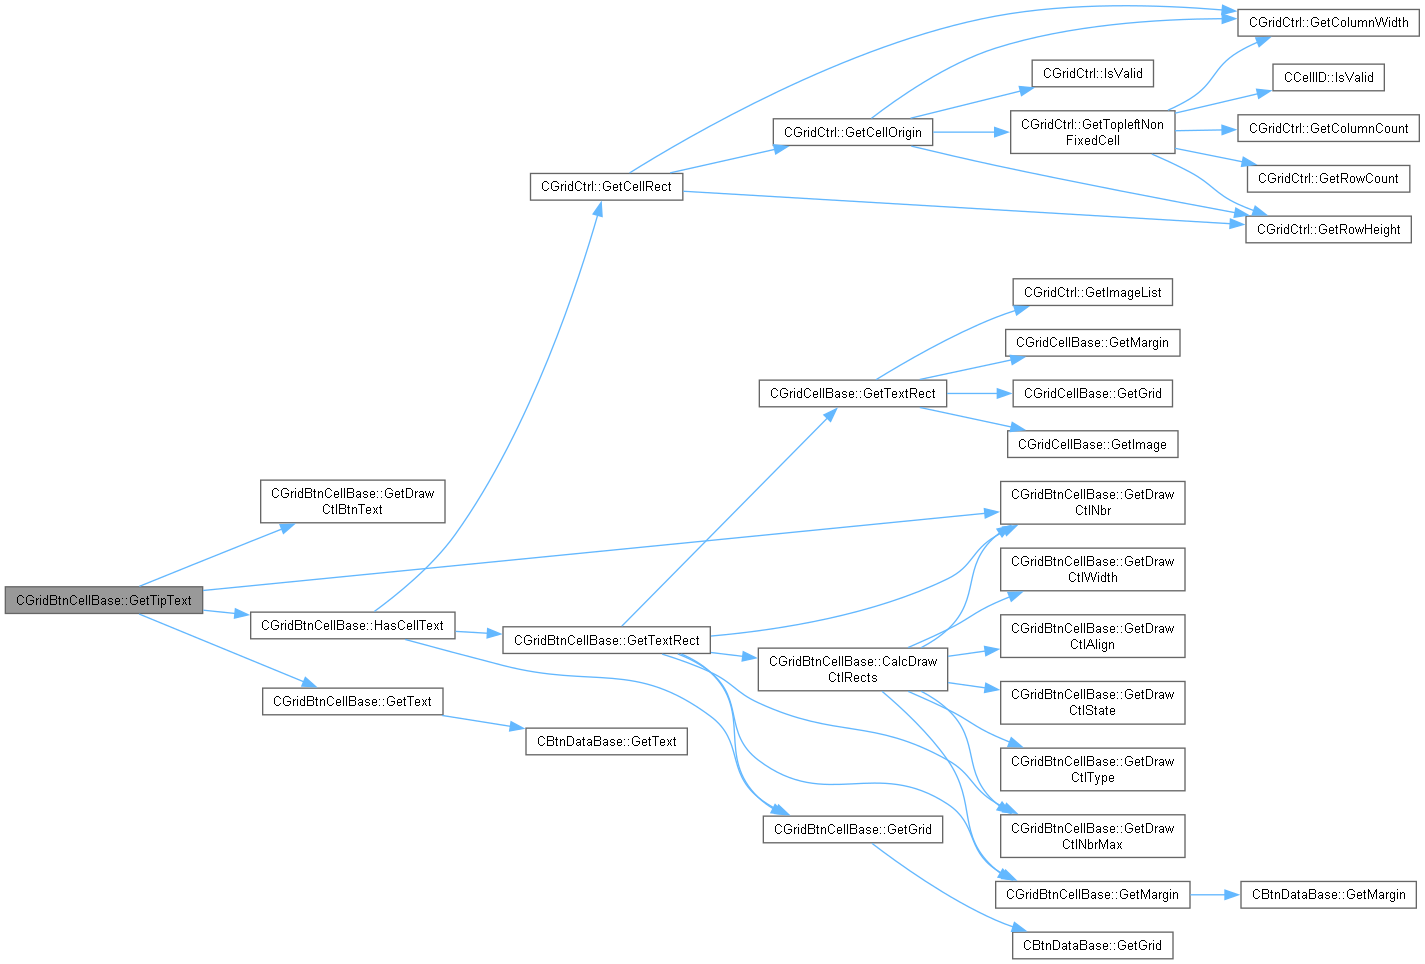 CGridCtrl::GetColumnWidth
CGridCtrl::IsValid
CCellID::IsValid
CGridCtrl::GetCellOrigin
CGridCtrl::GetTopleftNon
FixedCell
CGridCtrl::GetColumnCount
CGridCtrl::GetRowCount
CGridCtrl::GetCellRect
CGridCtrl::GetRowHeight
CGridCtrl::GetImageList
CGridCellBase::GetMargin
CGridCellBase::GetTextRect
CGridCellBase::GetGrid
CGridCellBase::GetImage
CGridBtnCellBase::GetDraw
CtlBtnText
CGridBtnCellBase::GetDraw
CtlNbr
CGridBtnCellBase::GetDraw
CtlWidth
CGridBtnCellBase::GetTipText
CGridBtnCellBase::HasCellText
CGridBtnCellBase::GetTextRect
CGridBtnCellBase::CalcDraw
CtlRects
CGridBtnCellBase::GetDraw
CtlAlign
CGridBtnCellBase::GetText
CGridBtnCellBase::GetDraw
CtlState
CBtnDataBase::GetText
CGridBtnCellBase::GetDraw
CtlType
CGridBtnCellBase::GetGrid
CGridBtnCellBase::GetDraw
CtlNbrMax
CGridBtnCellBase::GetMargin
CBtnDataBase::GetMargin
CBtnDataBase::GetGrid